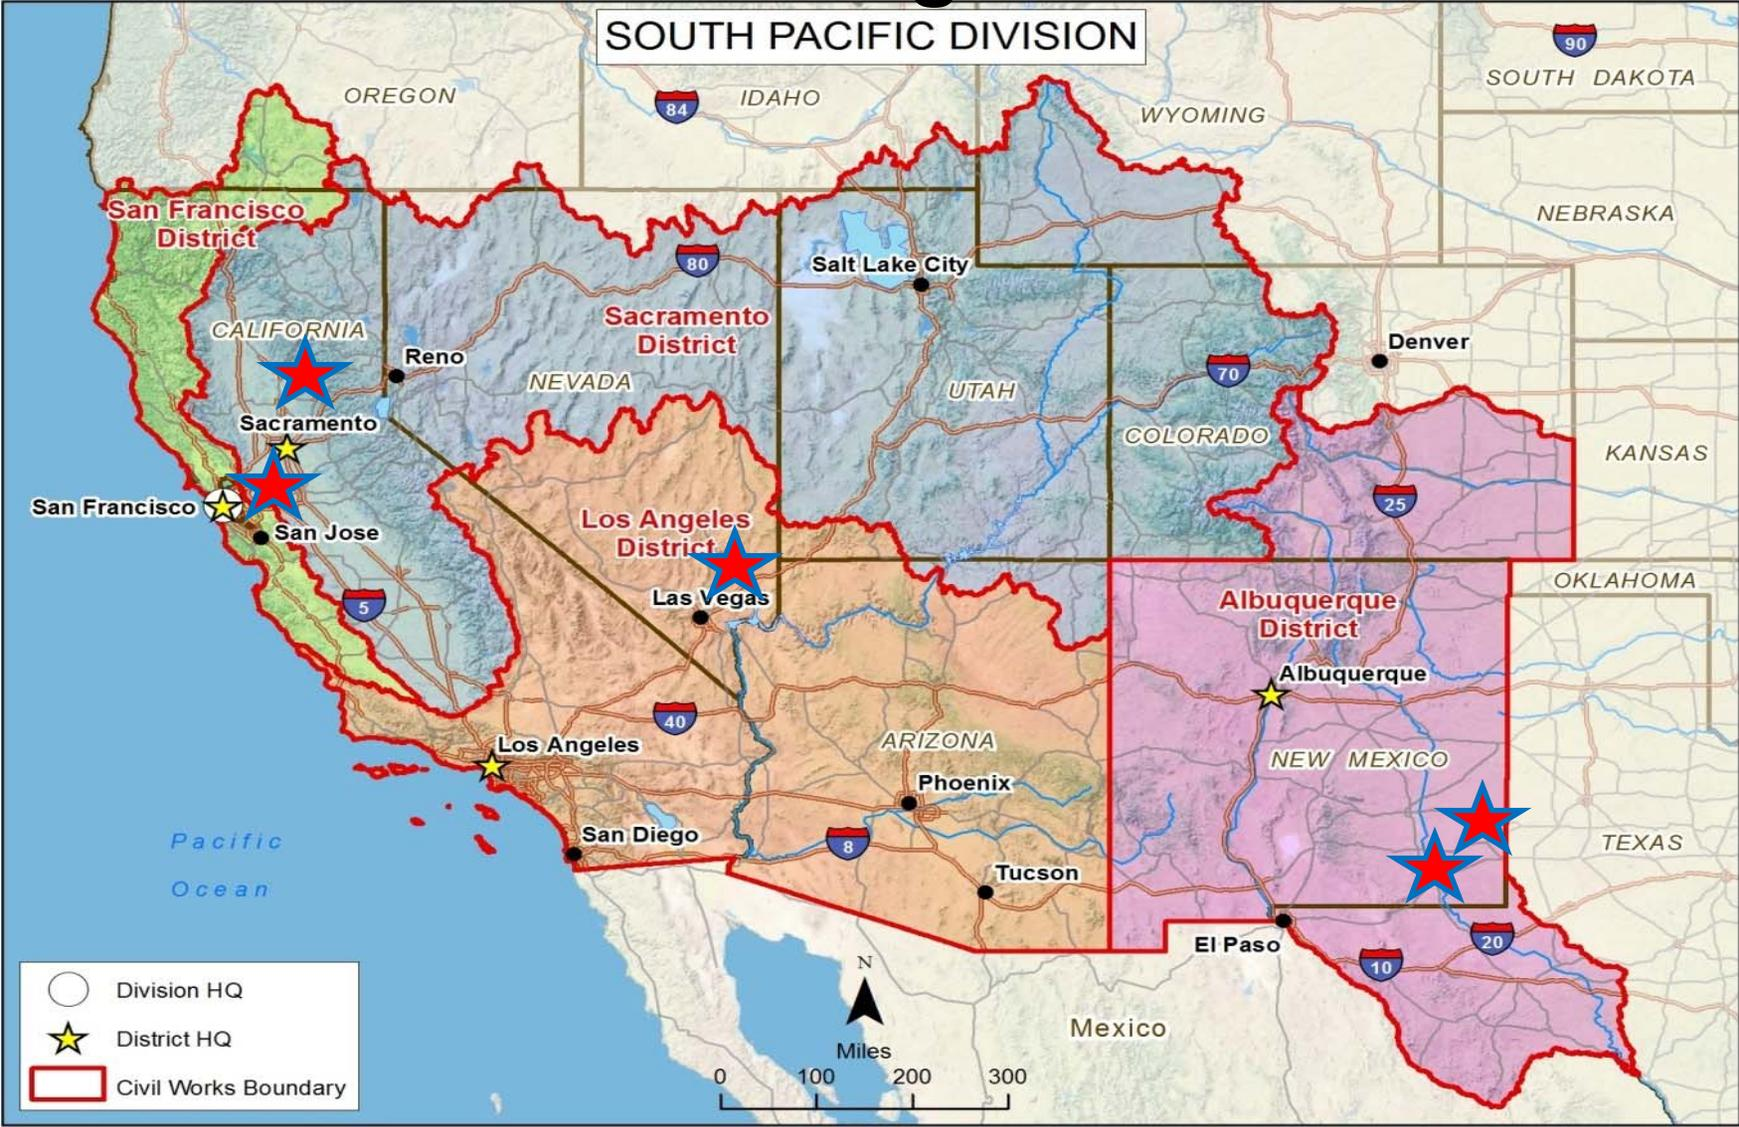 SOUTH PACIFIC DIVISION
90
SOUTH DAKOTA
OREGON
84
IDAHO
WYOMING
NEBRASKA
San Francisco
District
80
Salt Lake City
Sacramento
District
CALIFORNIA
Reno
NEVADA
UTAH
70
Denver
COLORADO
KANSAS
Sacramento
San Francisco
San Jose
25
Los Angeles
District
Las Vegas
5
OKLAHOMA
Albuquerque
District
Albuquerque
40
Los Angeles
ARIZONA
NEW MEXICO
Phoenix
San Diego
8
Tucson
TEXAS
Pacific
Ocean
El Paso
20
10
Mexico
Division HQ
District HQ
Civil Works Boundary
N
Miles
0 100 200 300